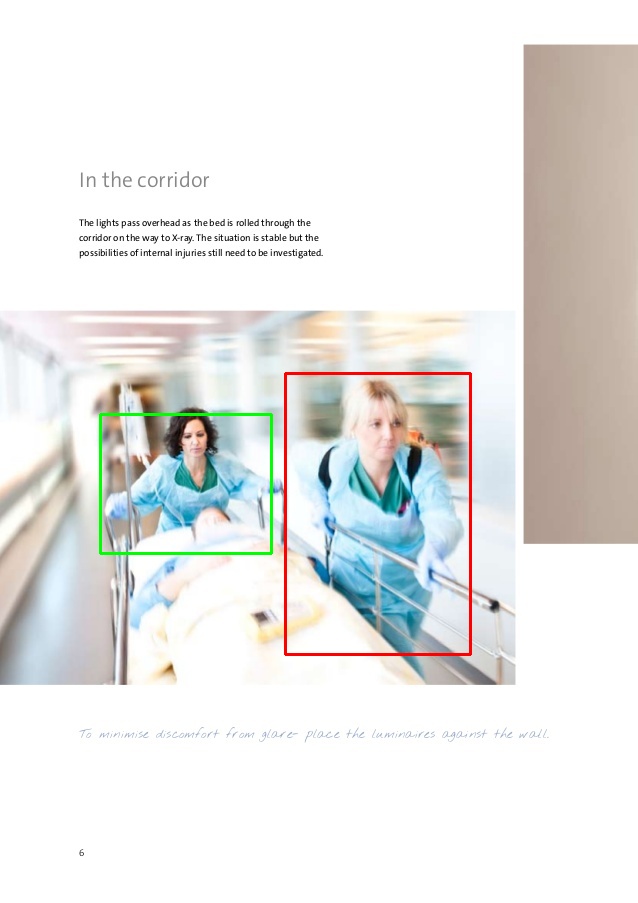 In the corridor
The lights pass overhead as the bed is rolled through the
corridor on the way to X-ray. The situation is stable but the
possibilities of internal injuries still need to be investigated.
To minimise discomfort from glare– place the luminaires against the wall.
6